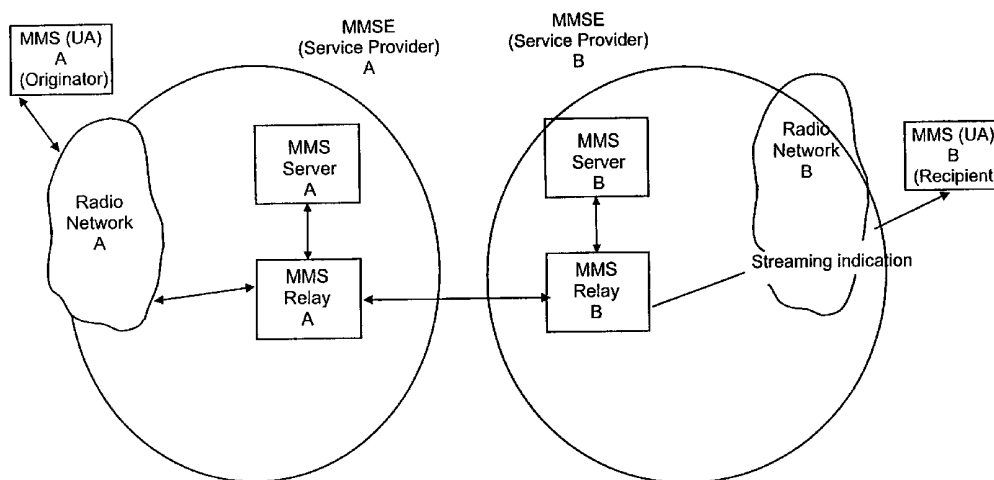 MMS (UA)
A
(Originator)
MMSE
(Service Provider)
A
MMSE
(Service Provider)
B
MMS
Server
A
MMS
Server
B
Radio
Network
B
MMS (UA)
B
(Recipient
Radio
Network
A
MMS
Relay
A
MMS
Relay
B
Streaming indication